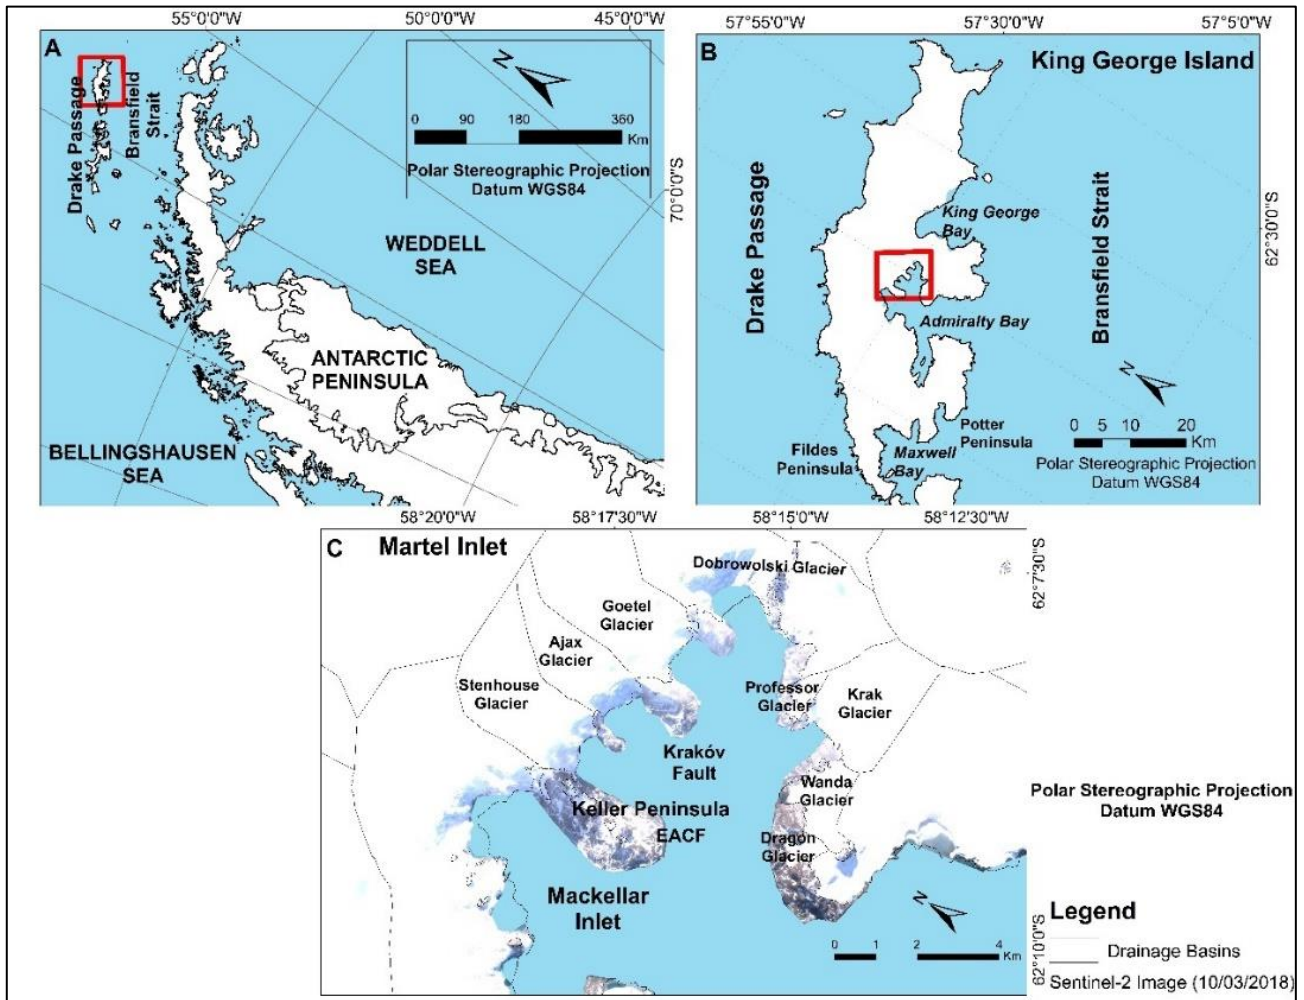 55°0'0"W
50°0'0"W
45°0'0"W
A
N
0 90 180 360
Km
Polar Stereographic Projection
Datum WGS84
Drake Passage
Bransfield
Strait
70°0'0"S
WEDDELL
SEA
ANTARCTIC
PENINSULA
BELLINGSHAUSEN
SEA
57°55'0"W
57°30'0"W
57°5'0"W
B
King George Island
Drake Passage
King George
Bay
Bransfield Strait
62°30'0"S
Admiralty Bay
N
0 5 10 20
Km
Potter
Peninsula
Fildes
Peninsula
Maxwell
Bay
Polar Stereographic Projection
Datum WGS84
58°20'0"W
58°17'30"W
58°15'0"W
58°12'30"W
C
Martel Inlet
Dobrowolski Glacier
62°7'30"S
Goetel
Glacier
Ajax
Glacier
Stenhouse
Glacier
Professor
Glacier
Krak
Glacier
Krakóv
Fault
Wanda
Glacier
Keller Peninsula
EACF
Dragon
Glacier
Mackellar
Inlet
N
0 1 2 4
Km
62°10'0"S
Polar Stereographic Projection
Datum WGS84
Legend
Drainage Basins
Sentinel-2 Image (10/03/2018)